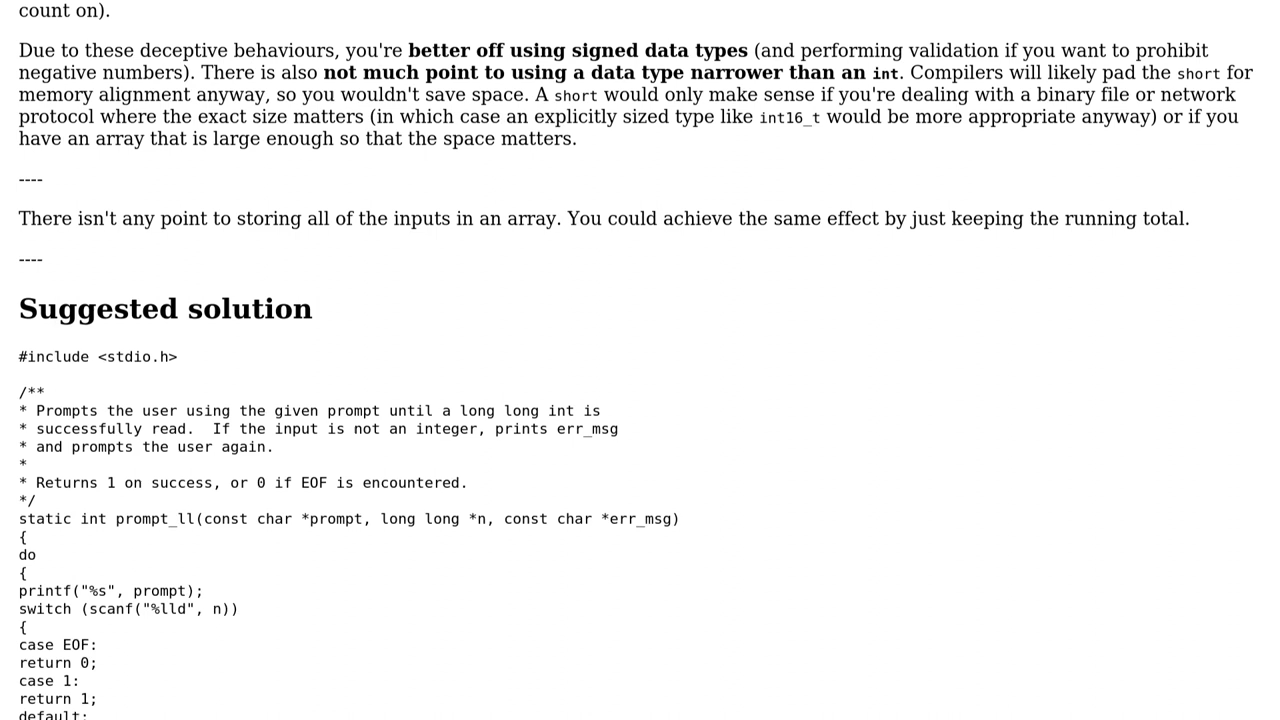 count on).
Due to these deceptive behaviours, you're better off using signed data types (and performing validation if you want to prohibit
negative numbers). There is also not much point to using a data type narrower than an int. Compilers will likely pad the short for
memory alignment anyway, so you wouldn't save space. A short would only make sense if you're dealing with a binary file or network
protocol where the exact size matters (in which case an explicitly sized type like int16_t would be more appropriate anyway) or if you
have an array that is large enough so that the space matters.
----
There isn't any point to storing all of the inputs in an array. You could achieve the same effect by just keeping the running total.
----
Suggested solution
#include <stdio.h>
/**
* Prompts the user using the given prompt until a long long int is
* successfully read.  If the input is not an integer, prints err_msg
* and prompts the user again.
*
* Returns 1 on success, or 0 if EOF is encountered.
*/
static int prompt_ll(const char *prompt, long long *n, const char *err_msg)
{
do
{
printf("%s", prompt);
switch (scanf("%lld", n))
{
case EOF:
return 0;
case 1:
return 1;
default: